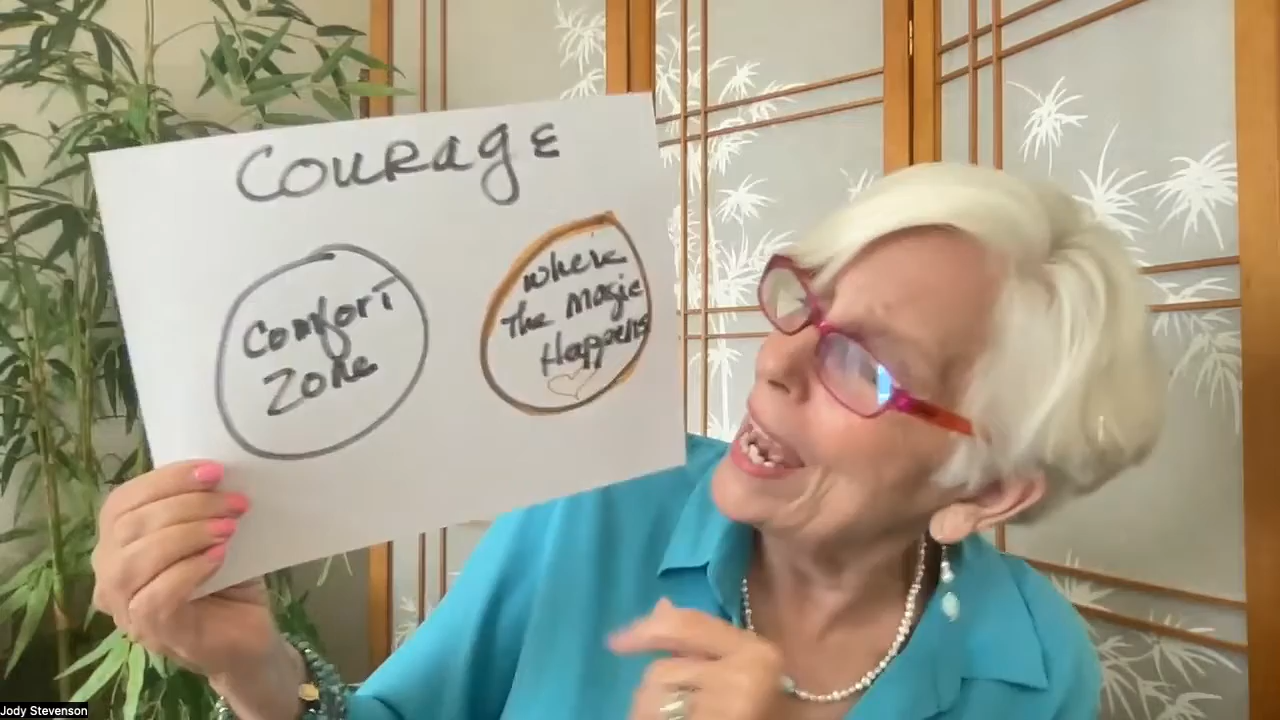 Courage
Comfort
Zone
where
The Magic
Happens
Jody Stevenson